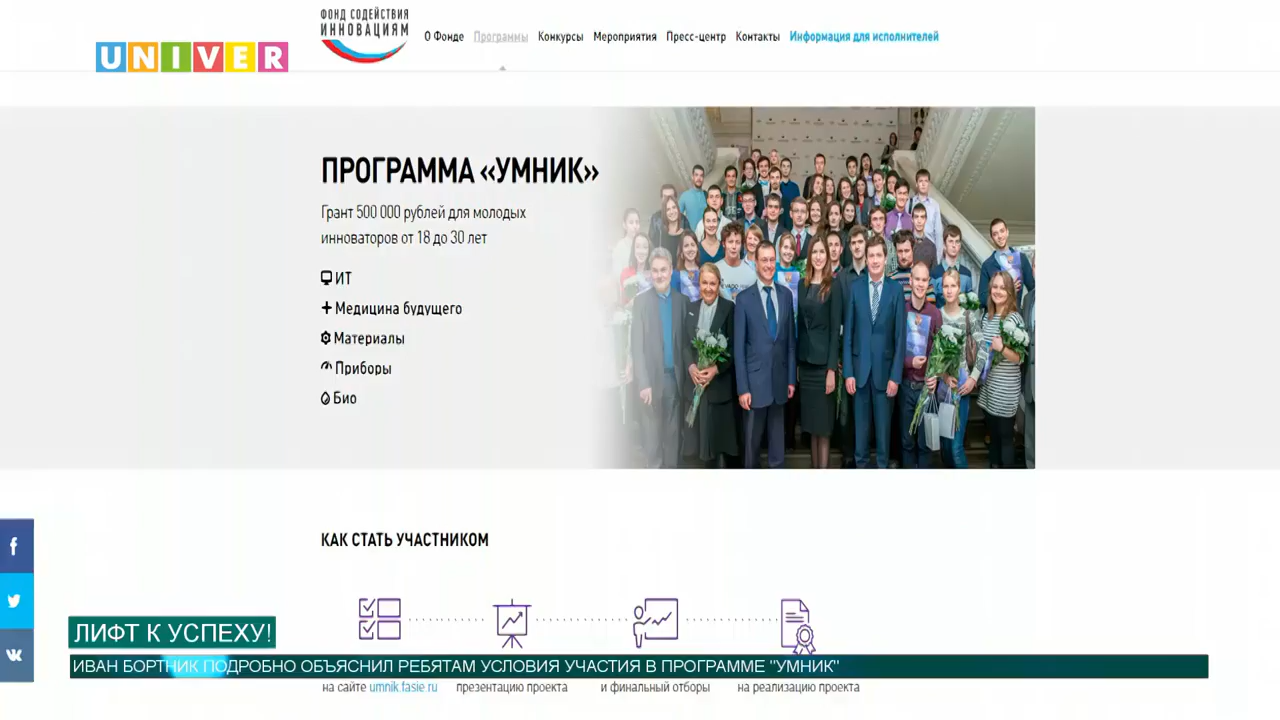 ФОНД СОДЕЙСТВИЯ
ИННОВАЦИЯМ
О Фонде Программы Конкурсы Мероприятия Пресс-центр Контакты Информация для исполнителей
UNIVER
ПРОГРАММА «УМНИК»
Грант 500 000 рублей для молодых
инноваторов от 18 до 30 лет
ИТ
Медицина будущего
Материалы
Приборы
Био
КАК СТАТЬ УЧАСТНИКОМ
ЛИФТ К УСПЕХУ!
ИВАН БОРТНИК ПОДРОБНО ОБЪЯСНИЛ РЕБЯТАМ УСЛОВИЯ УЧАСТИЯ В ПРОГРАММЕ "УМНИК"
на сайте umnik.fasie.ru презентацию проекта и финальный отборы на реализацию проекта